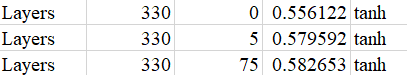 Layers 330 0 0.556122 tanh
Layers 330 5 0.579592 tanh
Layers 330 75 0.582653 tanh